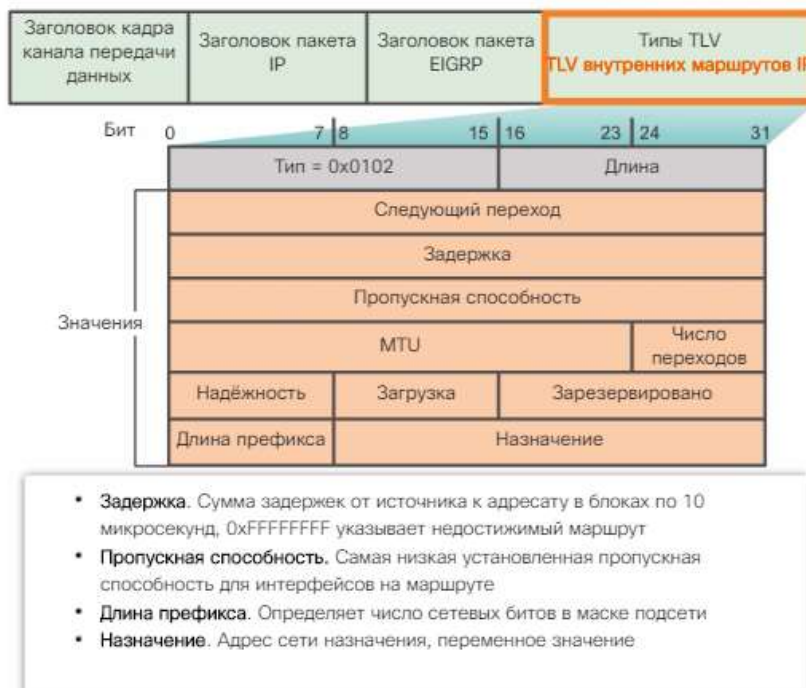 Заголовок кадра
канала передачи
данных
Заголовок пакета
IP
Заголовок пакета
EIGRP
Типы TLV
TLV внутренних маршрутов IP
Бит 0 7 8 15 16 23 24 31
Тип = 0x0102
Длина
Следующий переход
Задержка
Пропускная способность
Значения
MTU
Число
переходов
Надёжность
Загрузка
Зарезервировано
Длина префикса
Назначение
• Задержка. Сумма задержек от источника к адресату в блоках по 10
микросекунд, 0xFFFFFFFF указывает недостижимый маршрут
• Пропускная способность. Самая низкая установленная пропускная
способность для интерфейсов на маршруте
• Длина префикса. Определяет число сетевых битов в маске подсети
• Назначение. Адрес сети назначения, переменное значение